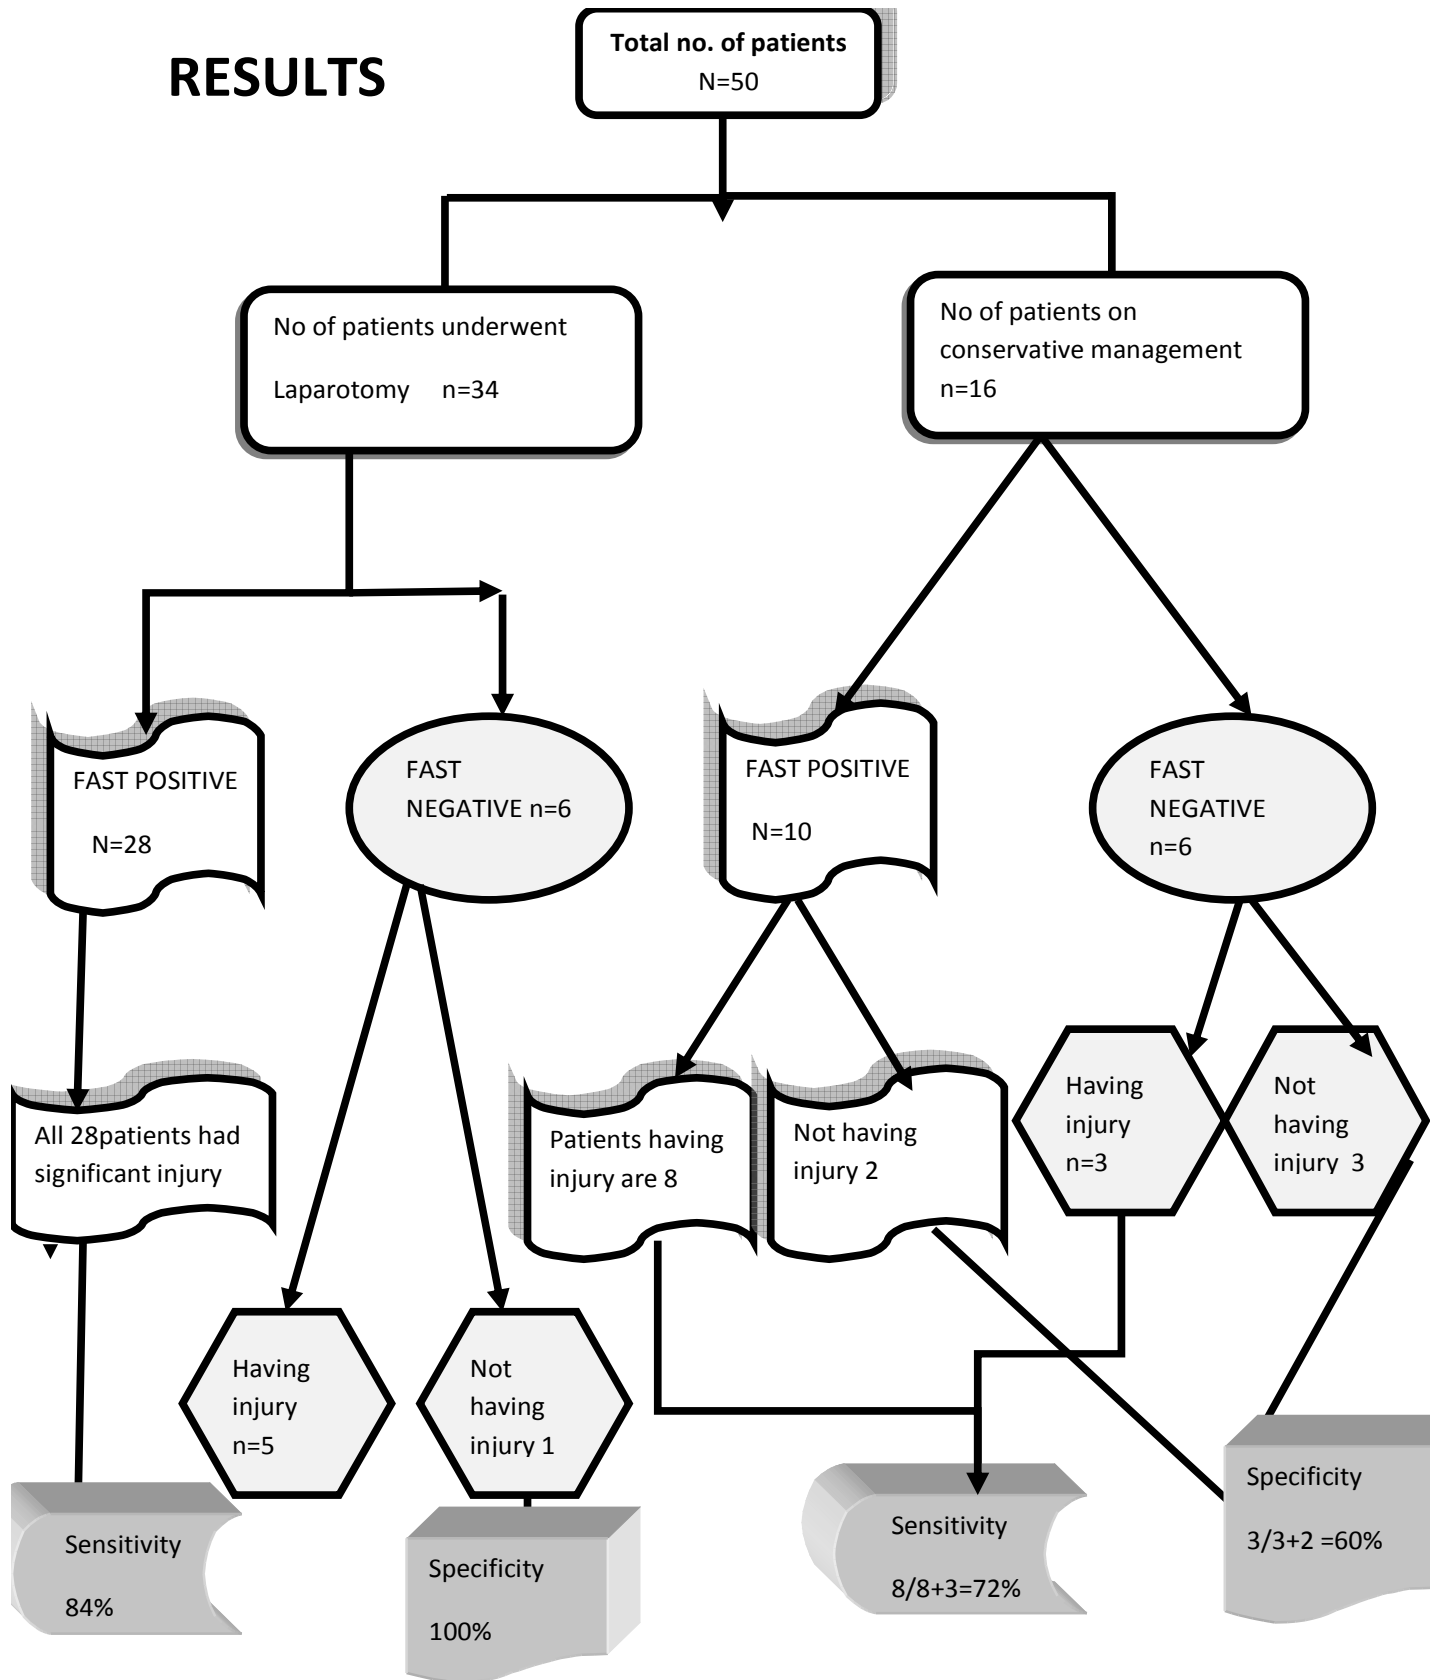 RESULTS
Total no. of patients
N=50
No of patients underwent
Laparotomy n=34
No of patients on
conservative management
n=16
FAST POSITIVE
N=28
FAST
NEGATIVE n=6
FAST POSITIVE
N=10
FAST
NEGATIVE
n=6
All 28patients had
significant injury
Having
injury
n=5
Not
having
injury 1
Patients having
injury are 8
Not having
injury 2
Having
injury
n=3
Not
having
injury 3
Sensitivity
84%
Specificity
100%
Sensitivity
8/8+3=72%
Specificity
3/3+2 =60%